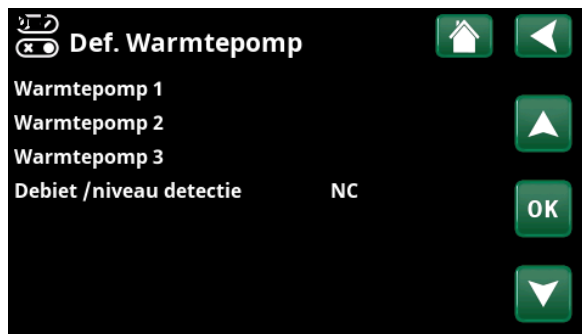 Def. Warmtepomp
Warmtepomp 1
Warmtepomp 2
Warmtepomp 3
Debiet /niveau detectie NC
OK